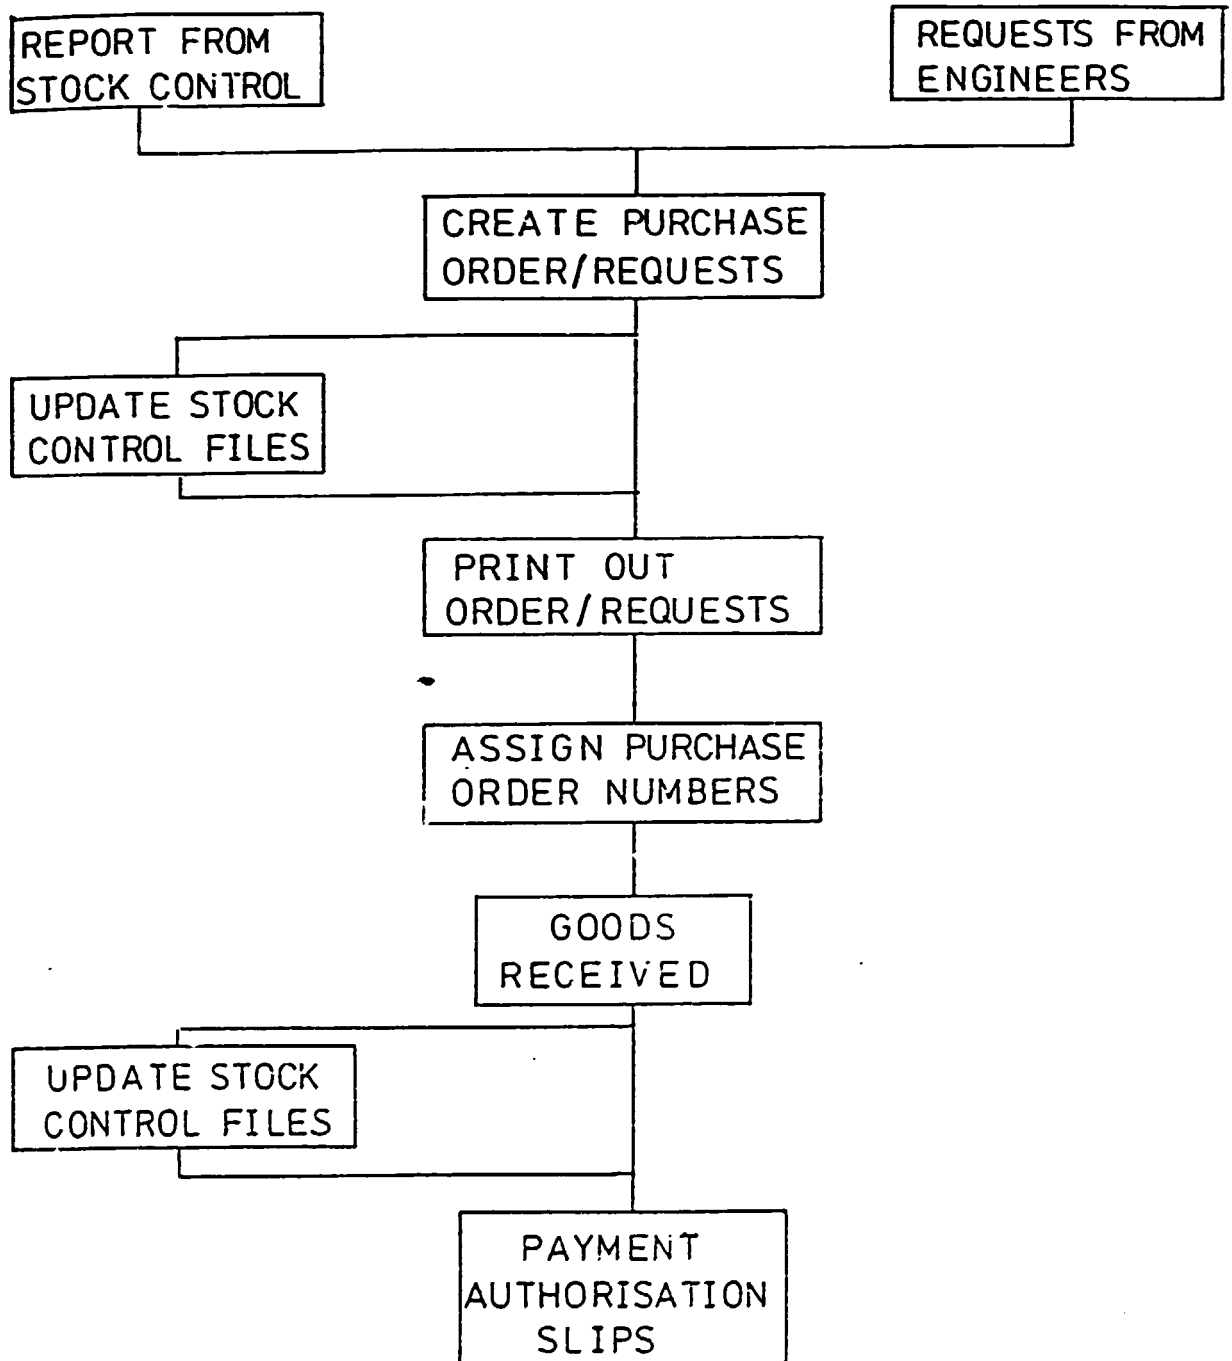 REPORT FROM
STOCK CONTROL
REQUESTS FROM
ENGINEERS
CREATE PURCHASE
ORDER/REQUESTS
UPDATE STOCK
CONTROL FILES
PRINT OUT
ORDER/REQUESTS
ASSIGN PURCHASE
ORDER NUMBERS
GOODS
RECEIVED
UPDATE STOCK
CONTROL FILES
PAYMENT
AUTHORISATION
SLIPS